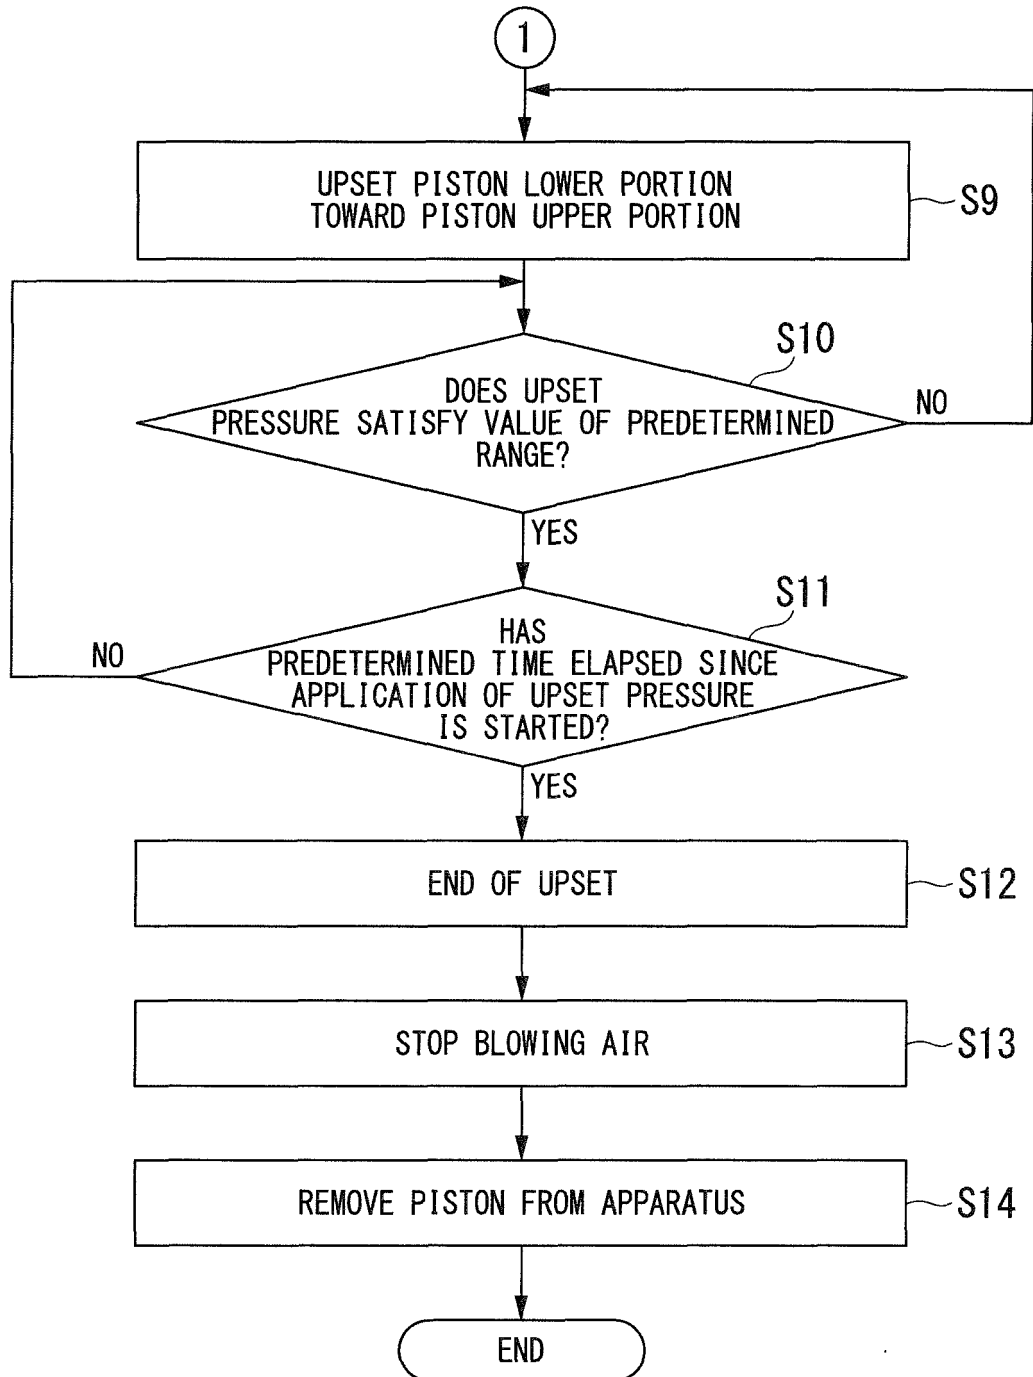 1
UPSET PISTON LOWER PORTION
TOWARD PISTON UPPER PORTION
S9
S10
DOES UPSET
PRESSURE SATISFY VALUE OF PREDETERMINED
RANGE?
NO
YES
S11
HAS
PREDETERMINED TIME ELAPSED SINCE
APPLICATION OF UPSET PRESSURE
IS STARTED?
NO
YES
END OF UPSET
S12
STOP BLOWING AIR
S13
REMOVE PISTON FROM APPARATUS
S14
END